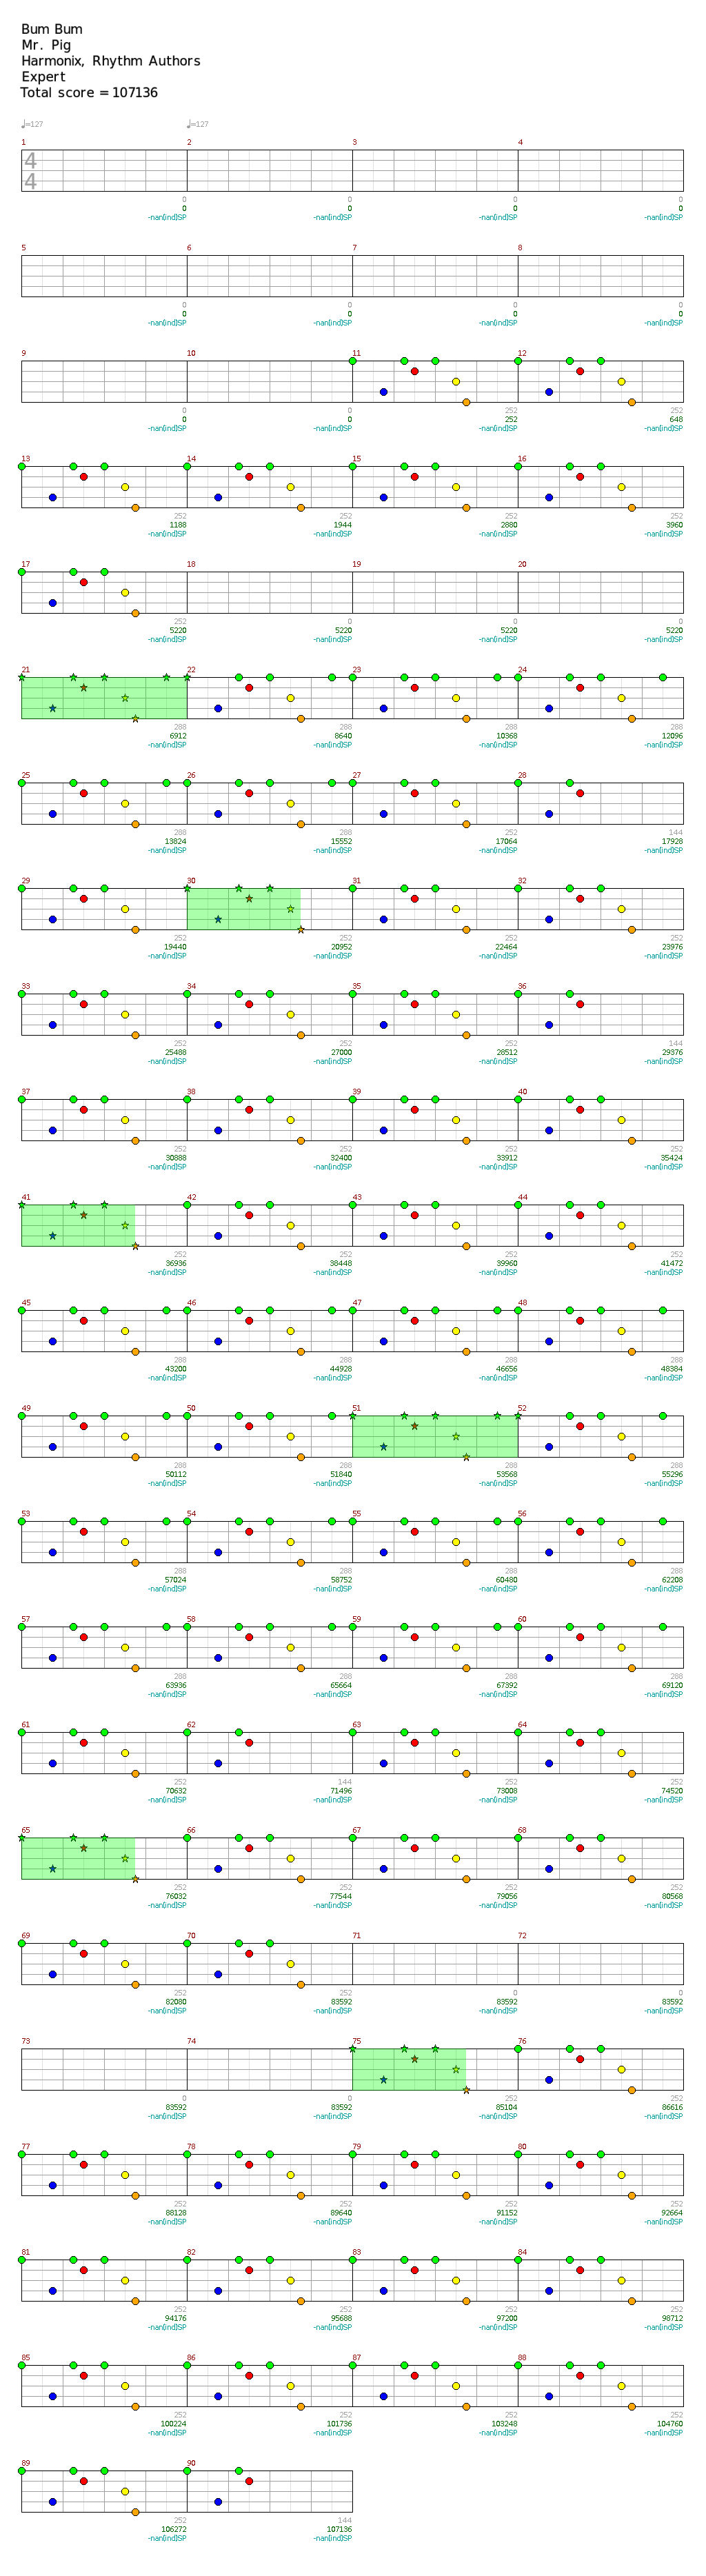 Bum Bum
Mr. Pig
Harmonix, Rhythm Authors
Expert
Total score = 107136
♩=127 ♩=127
1 2 3 4
4
4
0 0 0 0
0 0 0 0
-nan(ind)SP -nan(ind)SP -nan(ind)SP -nan(ind)SP
5 6 7 8
0 0 0 0
0 0 0 0
-nan(ind)SP -nan(ind)SP -nan(ind)SP -nan(ind)SP
9 10 11 12
0 0 252 252
0 0 252 648
-nan(ind)SP -nan(ind)SP -nan(ind)SP -nan(ind)SP
13 14 15 16
252 252 252 252
1188 1944 2880 3960
-nan(ind)SP -nan(ind)SP -nan(ind)SP -nan(ind)SP
17 18 19 20
252 0 0 0
5220 5220 5220 5220
-nan(ind)SP -nan(ind)SP -nan(ind)SP -nan(ind)SP
21 22 23 24
288 288 288 288
6912 8640 10368 12096
-nan(ind)SP -nan(ind)SP -nan(ind)SP -nan(ind)SP
25 26 27 28
288 288 252 144
13824 15552 17064 17928
-nan(ind)SP -nan(ind)SP -nan(ind)SP -nan(ind)SP
29 30 31 32
252 252 252 252
19440 20952 22464 23976
-nan(ind)SP -nan(ind)SP -nan(ind)SP -nan(ind)SP
33 34 35 36
252 252 252 144
25488 27000 28512 29376
-nan(ind)SP -nan(ind)SP -nan(ind)SP -nan(ind)SP
37 38 39 40
252 252 252 252
30888 32400 33912 35424
-nan(ind)SP -nan(ind)SP -nan(ind)SP -nan(ind)SP
41 42 43 44
252 252 252 252
36936 38448 39960 41472
-nan(ind)SP -nan(ind)SP -nan(ind)SP -nan(ind)SP
45 46 47 48
288 288 288 288
43200 44928 46656 48384
-nan(ind)SP -nan(ind)SP -nan(ind)SP -nan(ind)SP
49 50 51 52
288 288 288 288
50112 51840 53568 55296
-nan(ind)SP -nan(ind)SP -nan(ind)SP -nan(ind)SP
53 54 55 56
288 288 288 288
57024 58752 60480 62208
-nan(ind)SP -nan(ind)SP -nan(ind)SP -nan(ind)SP
57 58 59 60
288 288 288 288
63936 65664 67392 69120
-nan(ind)SP -nan(ind)SP -nan(ind)SP -nan(ind)SP
61 62 63 64
252 144 252 252
70632 71496 73008 74520
-nan(ind)SP -nan(ind)SP -nan(ind)SP -nan(ind)SP
65 66 67 68
252 252 252 252
76032 77544 79056 80568
-nan(ind)SP -nan(ind)SP -nan(ind)SP -nan(ind)SP
69 70 71 72
252 252 0 0
82080 83592 83592 83592
-nan(ind)SP -nan(ind)SP -nan(ind)SP -nan(ind)SP
73 74 75 76
0 0 252 252
83592 83592 85104 86616
-nan(ind)SP -nan(ind)SP -nan(ind)SP -nan(ind)SP
77 78 79 80
252 252 252 252
88128 89640 91152 92664
-nan(ind)SP -nan(ind)SP -nan(ind)SP -nan(ind)SP
81 82 83 84
252 252 252 252
94176 95688 97200 98712
-nan(ind)SP -nan(ind)SP -nan(ind)SP -nan(ind)SP
85 86 87 88
252 252 252 252
100224 101736 103248 104760
-nan(ind)SP -nan(ind)SP -nan(ind)SP -nan(ind)SP
89 90
252 144
106272 107136
-nan(ind)SP -nan(ind)SP